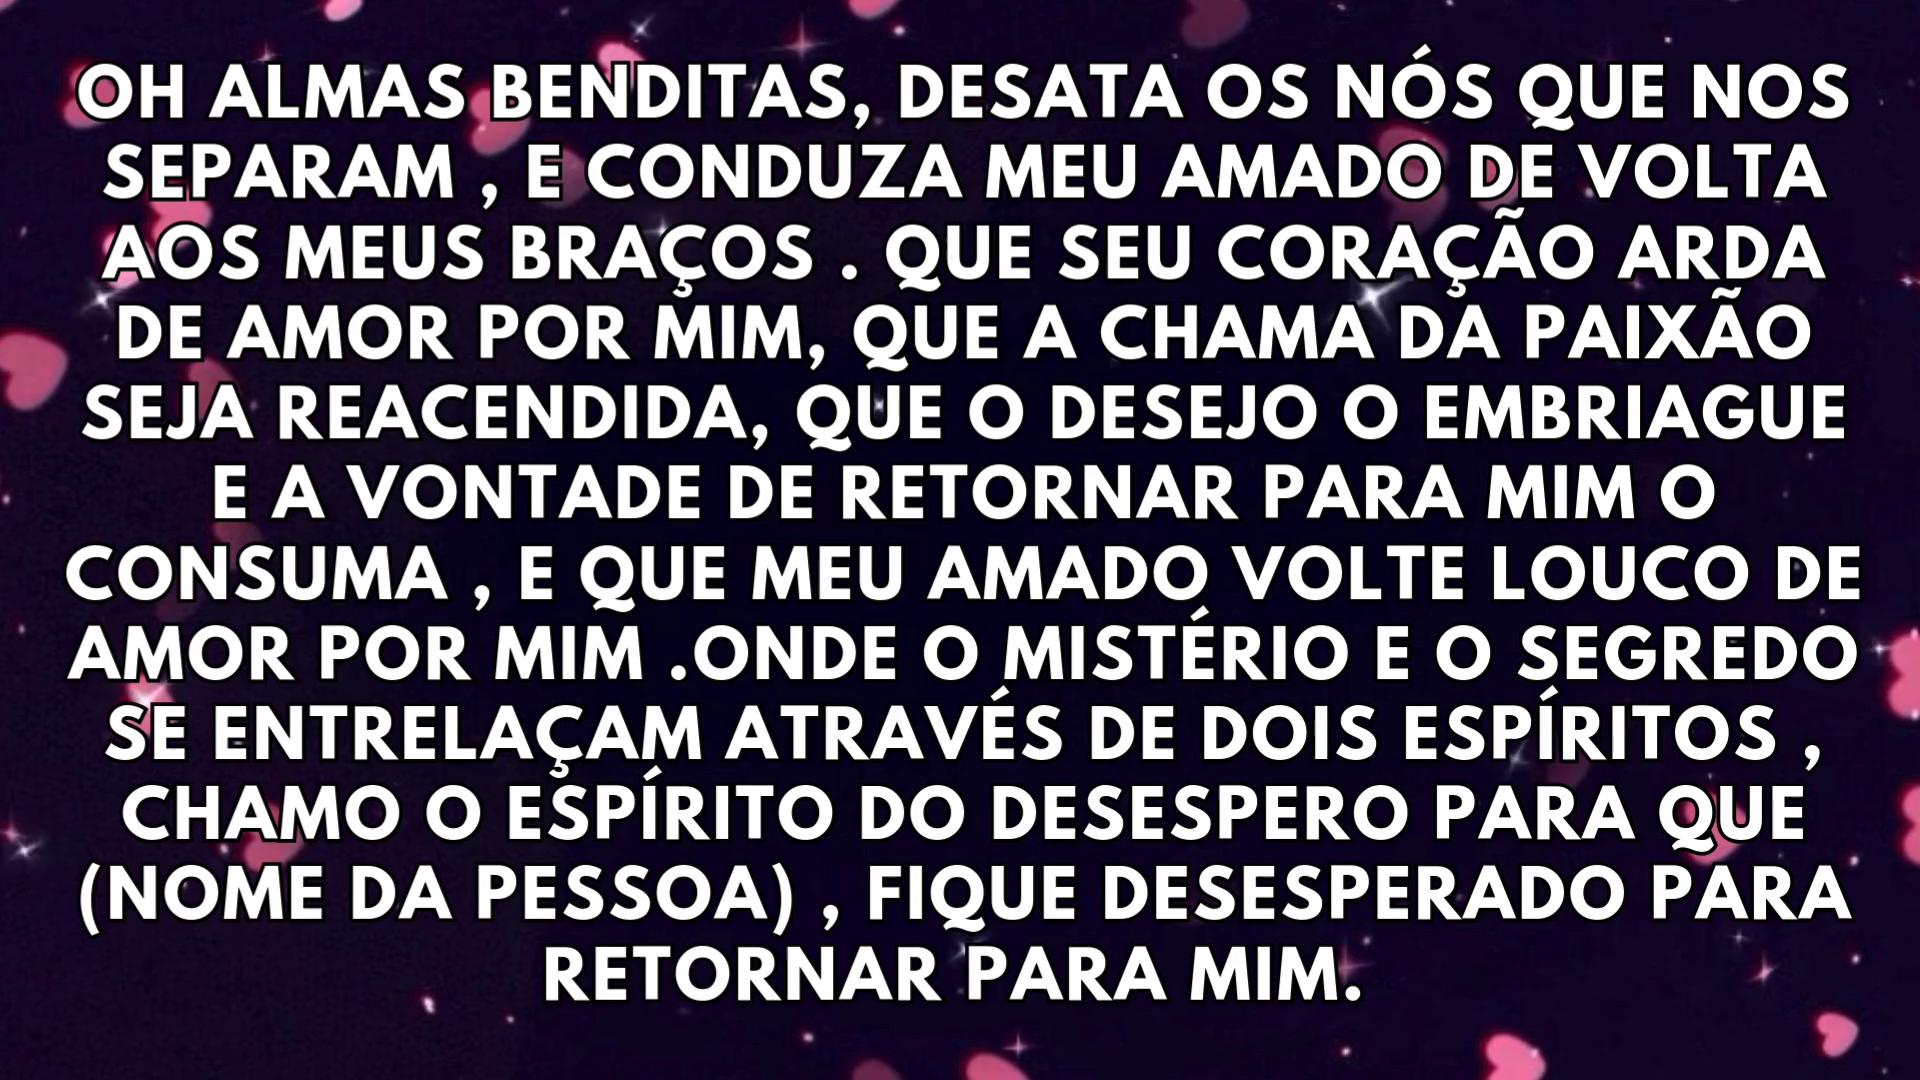 OH ALMAS BENDITAS, DESATA OS NÓS QUE NOS
SEPARAM , E CONDUZA MEU AMADO DE VOLTA
AOS MEUS BRAÇOS . QUE SEU CORAÇÃO ARDA
DE AMOR POR MIM, QUE A CHAMA DA PAIXÃO
SEJA REACENDIDA, QUE O DESEJO O EMBRIAGUE
E A VONTADE DE RETORNAR PARA MIM O
CONSUMA , E QUE MEU AMADO VOLTE LOUCO DE
AMOR POR MIM .ONDE O MISTÉRIO E O SEGREDO
SE ENTRELAÇAM ATRAVÉS DE DOIS ESPÍRITOS ,
CHAMO O ESPÍRITO DO DESESPERO PARA QUE
(NOME DA PESSOA) , FIQUE DESESPERADO PARA
RETORNAR PARA MIM.